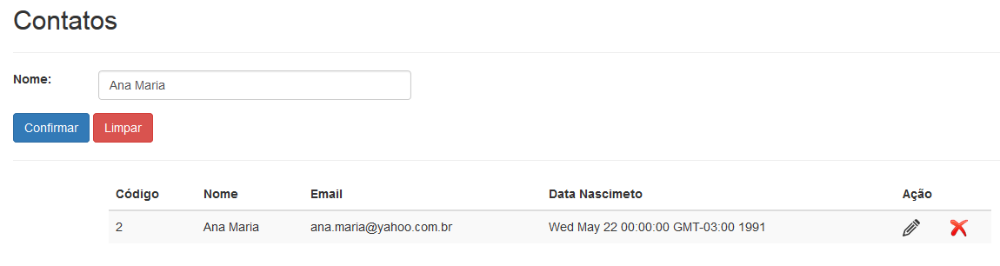 Contatos
Nome: Ana Maria
Confirmar Limpar
Código Nome Email Data Nascimeto Ação
2 Ana Maria ana.maria@yahoo.com.br Wed May 22 00:00:00 GMT-03:00 1991